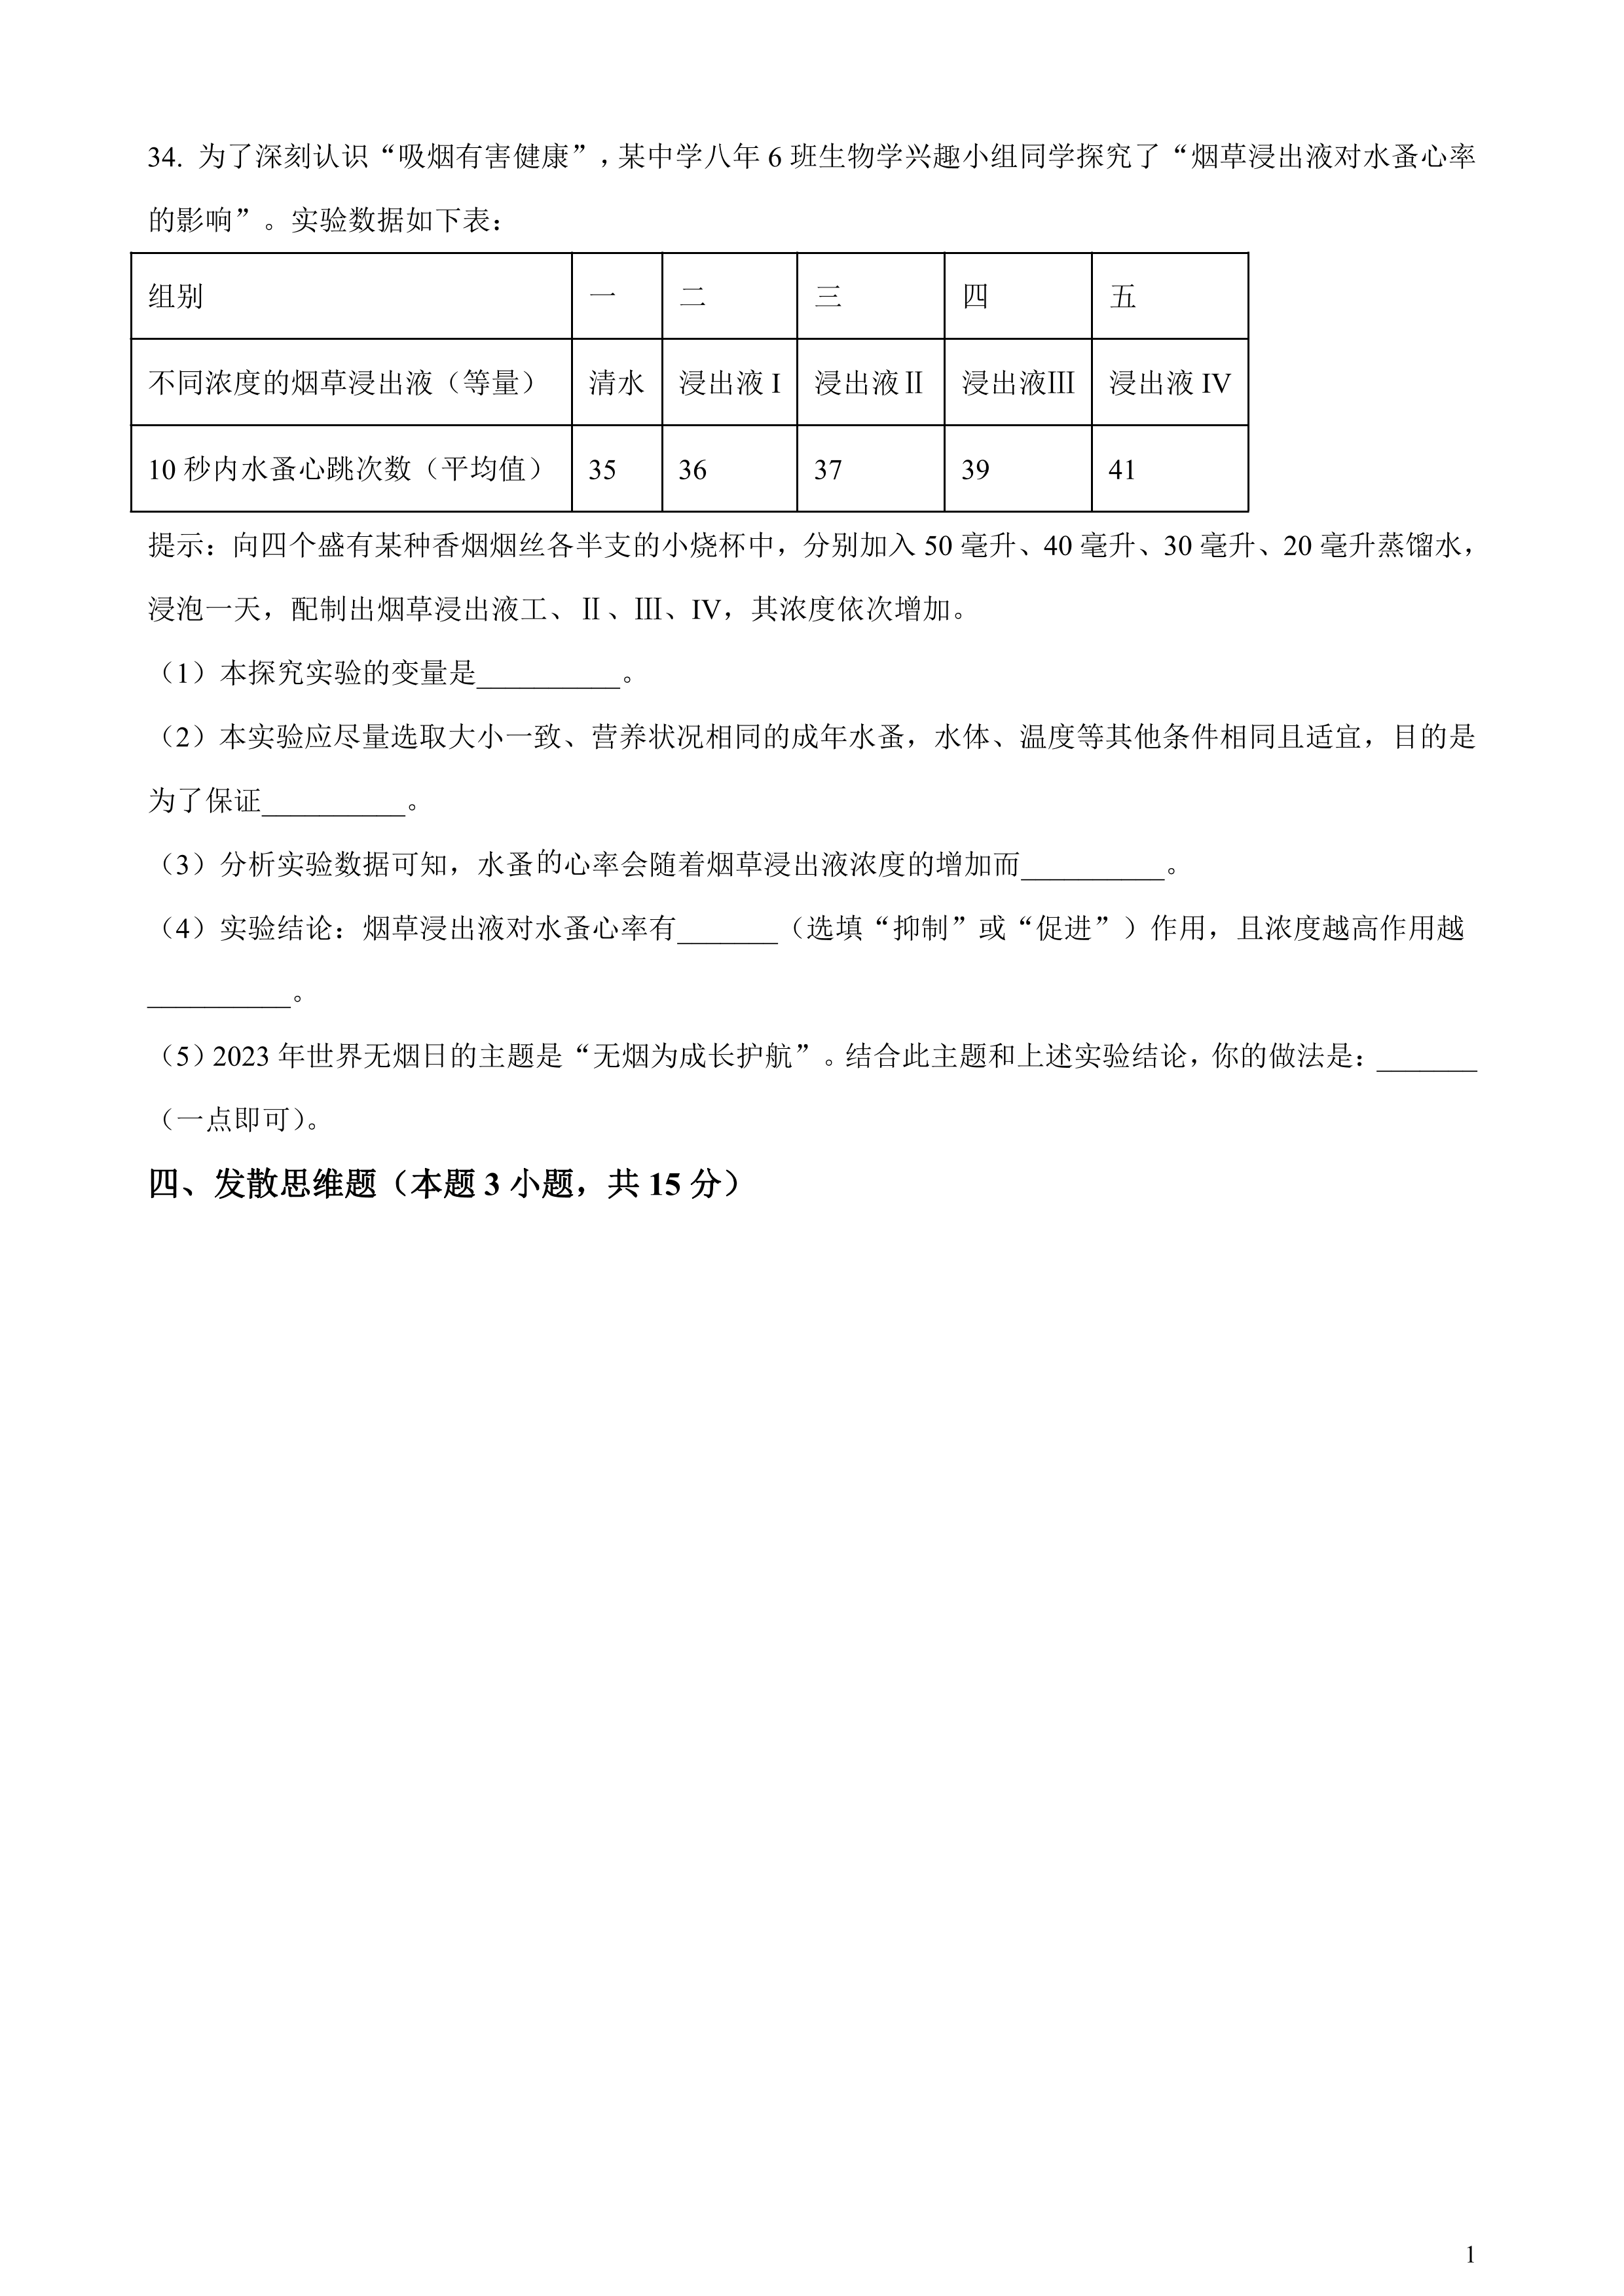 34. 为了深刻认识“吸烟有害健康”，某中学八年 6 班生物学兴趣小组同学探究了“烟草浸出液对水蚤心率
的影响”。实验数据如下表：
组别 一 二 三 四 五
不同浓度的烟草浸出液（等量） 清水 浸出液 I 浸出液Ⅱ 浸出液Ⅲ 浸出液 IV
10 秒内水蚤心跳次数（平均值） 35 36 37 39 41
提示：向四个盛有某种香烟烟丝各半支的小烧杯中，分别加入 50 毫升、40 毫升、30 毫升、20 毫升蒸馏水，
浸泡一天，配制出烟草浸出液工、Ⅱ、Ⅲ、IV，其浓度依次增加。
（1）本探究实验的变量是__________。
（2）本实验应尽量选取大小一致、营养状况相同的成年水蚤，水体、温度等其他条件相同且适宜，目的是
为了保证__________。
（3）分析实验数据可知，水蚤的心率会随着烟草浸出液浓度的增加而__________。
（4）实验结论：烟草浸出液对水蚤心率有_______（选填“抑制”或“促进”）作用，且浓度越高作用越
__________。
（5）2023 年世界无烟日的主题是“无烟为成长护航”。结合此主题和上述实验结论，你的做法是：_______
（一点即可）。
四、发散思维题（本题 3 小题，共 15 分）
1